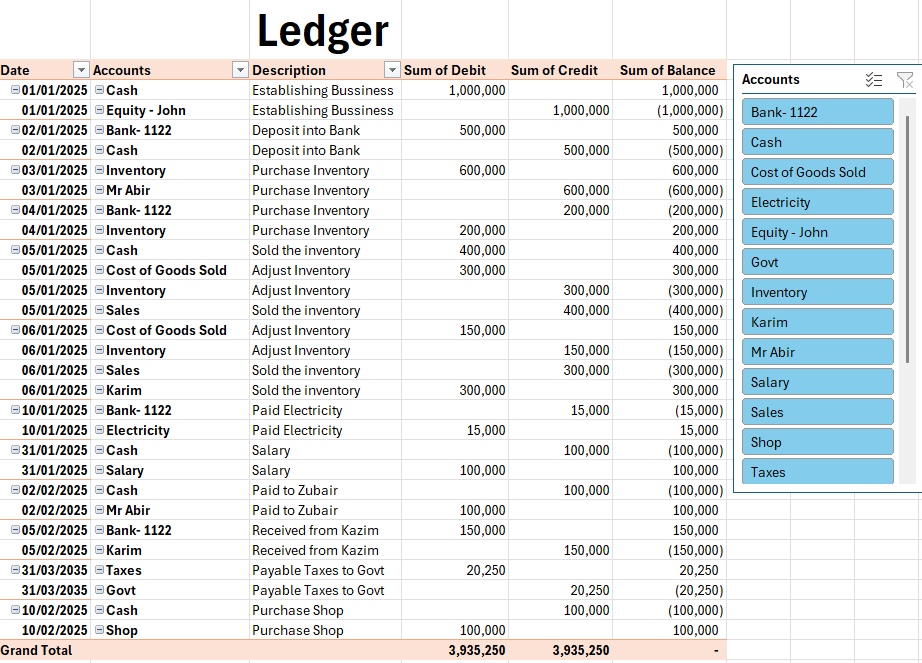 Ledger
Date Accounts Description Sum of Debit Sum of Credit Sum of Balance
01/01/2025 Cash Establishing Bussiness 1,000,000 1,000,000
01/01/2025 Equity - John Establishing Bussiness 1,000,000 (1,000,000)
02/01/2025 Bank- 1122 Deposit into Bank 500,000 500,000
02/01/2025 Cash Deposit into Bank 500,000 (500,000)
03/01/2025 Inventory Purchase Inventory 600,000 600,000
03/01/2025 Mr Abir Purchase Inventory 600,000 (600,000)
04/01/2025 Bank- 1122 Purchase Inventory 200,000 (200,000)
04/01/2025 Inventory Purchase Inventory 200,000 200,000
05/01/2025 Cash Sold the inventory 400,000 400,000
05/01/2025 Cost of Goods Sold Adjust Inventory 300,000 300,000
05/01/2025 Inventory Adjust Inventory 300,000 (300,000)
05/01/2025 Sales Sold the inventory 400,000 (400,000)
06/01/2025 Cost of Goods Sold Adjust Inventory 150,000 150,000
06/01/2025 Inventory Adjust Inventory 150,000 (150,000)
06/01/2025 Sales Sold the inventory 300,000 (300,000)
06/01/2025 Karim Sold the inventory 300,000 300,000
10/01/2025 Bank- 1122 Paid Electricity 15,000 (15,000)
10/01/2025 Electricity Paid Electricity 15,000 15,000
31/01/2025 Cash Salary 100,000 (100,000)
31/01/2025 Salary Salary 100,000 100,000
02/02/2025 Cash Paid to Zubair 100,000 (100,000)
02/02/2025 Mr Abir Paid to Zubair 100,000 100,000
05/02/2025 Bank- 1122 Received from Kazim 150,000 150,000
05/02/2025 Karim Received from Kazim 150,000 (150,000)
31/03/2035 Taxes Payable Taxes to Govt 20,250 20,250
31/03/2035 Govt Payable Taxes to Govt 20,250 (20,250)
10/02/2025 Cash Purchase Shop 100,000 (100,000)
10/02/2025 Shop Purchase Shop 100,000 100,000
Grand Total 3,935,250 3,935,250 -
Accounts
Bank- 1122
Cash
Cost of Goods Sold
Electricity
Equity - John
Govt
Inventory
Karim
Mr Abir
Salary
Sales
Shop
Taxes